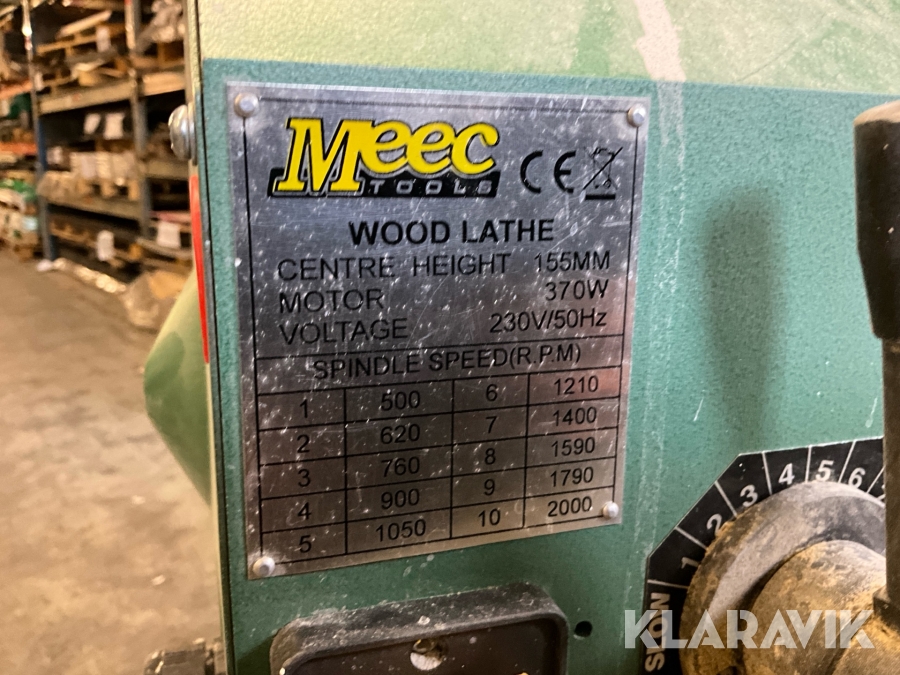 Meec
TOOLS
CE
WOOD LATHE
CENTRE HEIGHT 155MM
MOTOR 370W
VOLTAGE 230V/50Hz
SPINDLE SPEED(R.P.M)
1 500 6 1210
2 620 7 1400
3 760 8 1590
4 900 9 1790
5 1050 10 2000
1 2 3 4 5 6
KLARAVIK